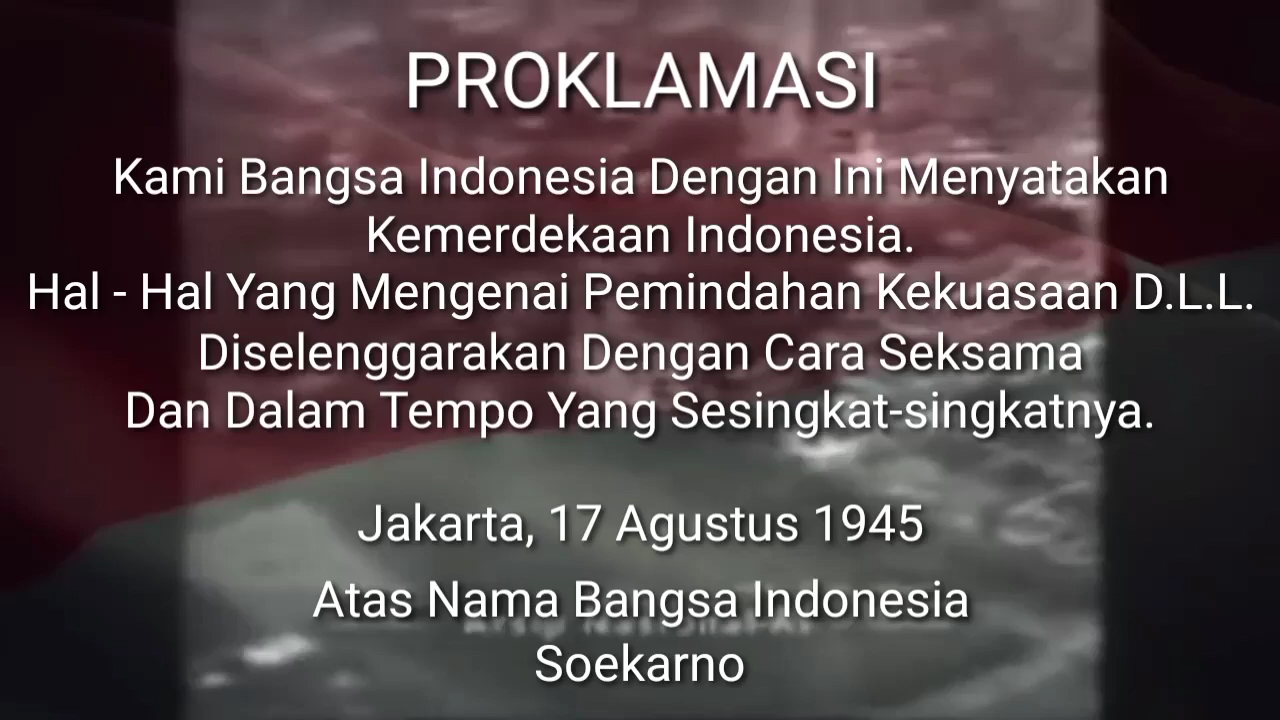 PROKLAMASI
Kami Bangsa Indonesia Dengan Ini Menyatakan
Kemerdekaan Indonesia.
Hal - Hal Yang Mengenai Pemindahan Kekuasaan D.L.L.
Diselenggarakan Dengan Cara Seksama
Dan Dalam Tempo Yang Sesingkat-singkatnya.
Jakarta, 17 Agustus 1945
Atas Nama Bangsa Indonesia
Soekarno